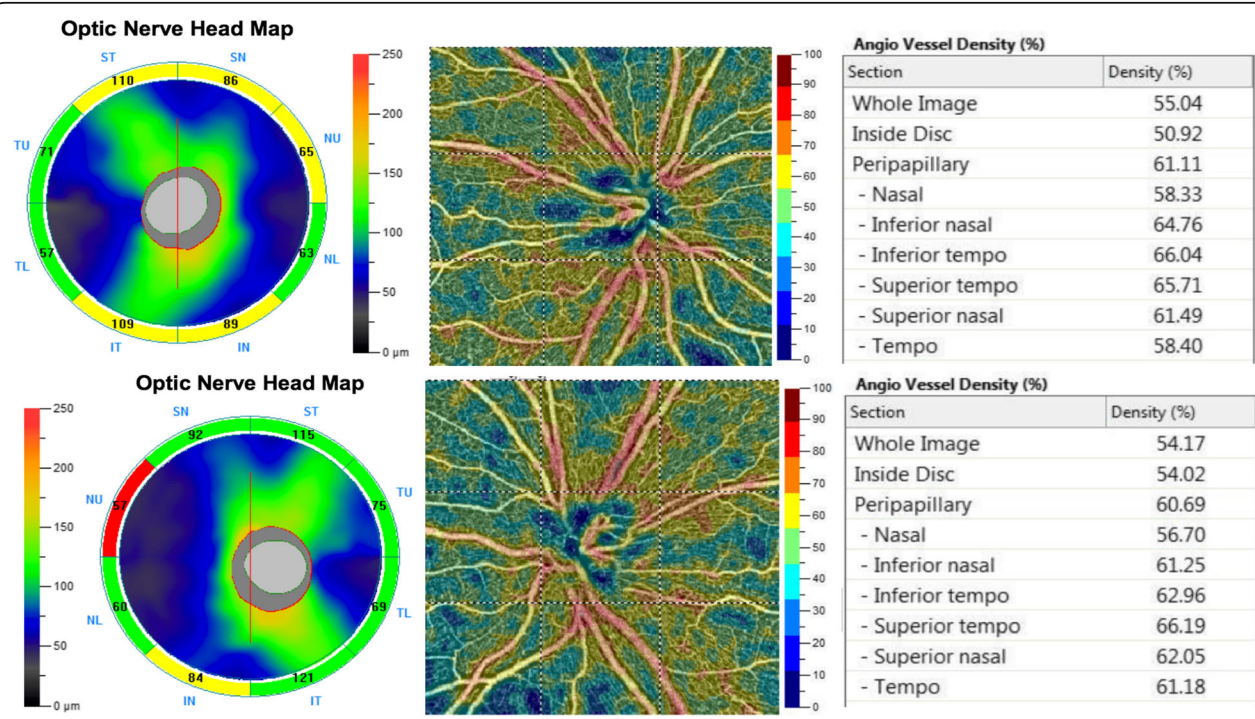 Optic Nerve Head Map
ST SN
110 86
TU NU
71 65
57 63
TL NL
109 89
IT IN
250
200
150
100
50
0 µm
100
90
80
70
60
50
40
30
20
10
0
Angio Vessel Density (%)
Section Density (%)
Whole Image 55.04
Inside Disc 50.92
Peripapillary 61.11
- Nasal 58.33
- Inferior nasal 64.76
- Inferior tempo 66.04
- Superior tempo 65.71
- Superior nasal 61.49
- Tempo 58.40
Optic Nerve Head Map
250
200
150
100
50
0 µm
SN ST
92 115
NU TU
57 75
60 69
NL TL
84 121
IN IT
100
90
80
70
60
50
40
30
20
10
0
Angio Vessel Density (%)
Section Density (%)
Whole Image 54.17
Inside Disc 54.02
Peripapillary 60.69
- Nasal 56.70
- Inferior nasal 61.25
- Inferior tempo 62.96
- Superior tempo 66.19
- Superior nasal 62.05
- Tempo 61.18